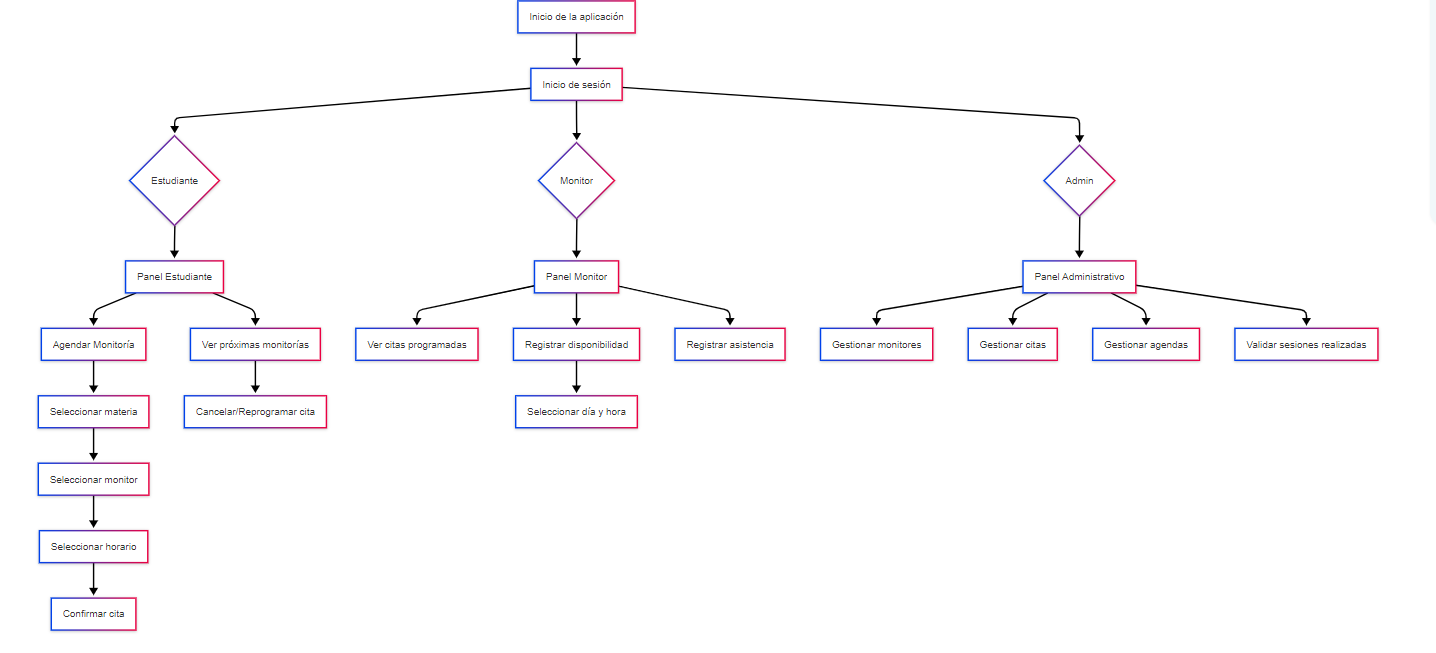 Inicio de la aplicación
Inicio de sesión
Estudiante
Monitor
Admin
Panel Estudiante
Panel Monitor
Panel Administrativo
Agendar Monitoría
Ver próximas monitorías
Ver citas programadas
Registrar disponibilidad
Registrar asistencia
Gestionar monitores
Gestionar citas
Gestionar agendas
Validar sesiones realizadas
Seleccionar materia
Cancelar/Reprogramar cita
Seleccionar día y hora
Seleccionar monitor
Seleccionar horario
Confirmar cita